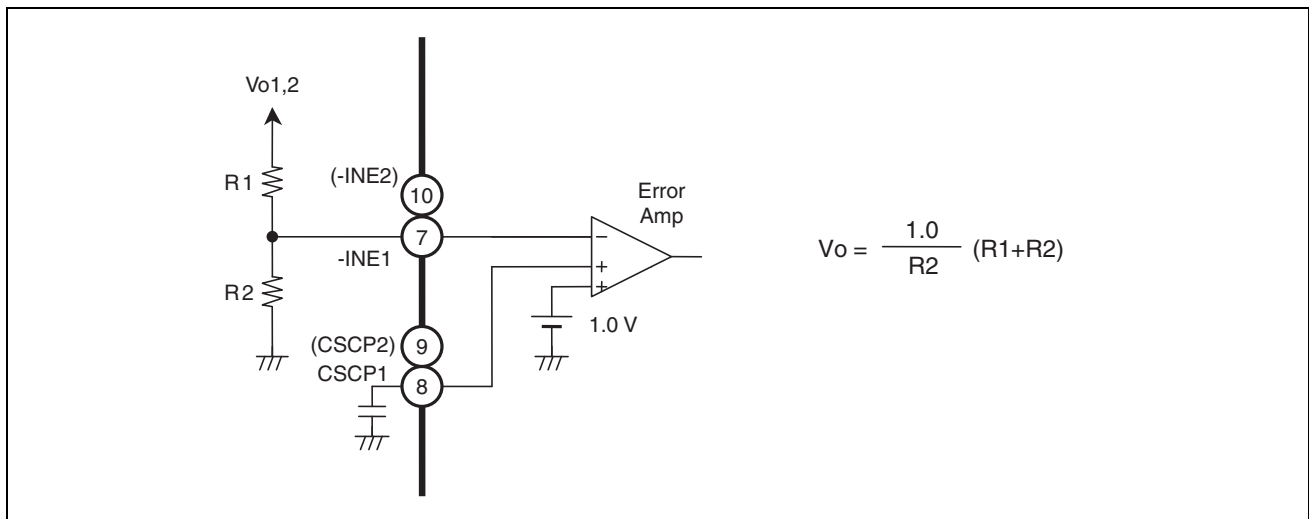 Vo1,2
R1
R2
(-INE2)
10
7
-INE1
(CSCP2)
9
CSCP1
8
Error
Amp
−
+
+
1.0 V
Vo = 1.0 / R2 (R1+R2)